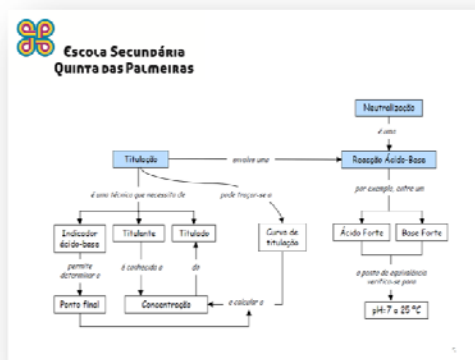 Escola Secundária
Quinta das Palmeiras
Neutralização
é uma
Titulação
envolve uma
Reacção Ácido-Base
é uma técnica que necessita de
pode traçar-se a
por exemplo, entre um
Indicador
ácido-base
Titulante
Titulado
Curva de
titulação
Ácido Forte
Base Forte
permite
determinar o
é conhecida a
do
o ponto de equivalência
verifica-se para
Ponto final
Concentração
e calcular a
pH:7 a 25 ºC